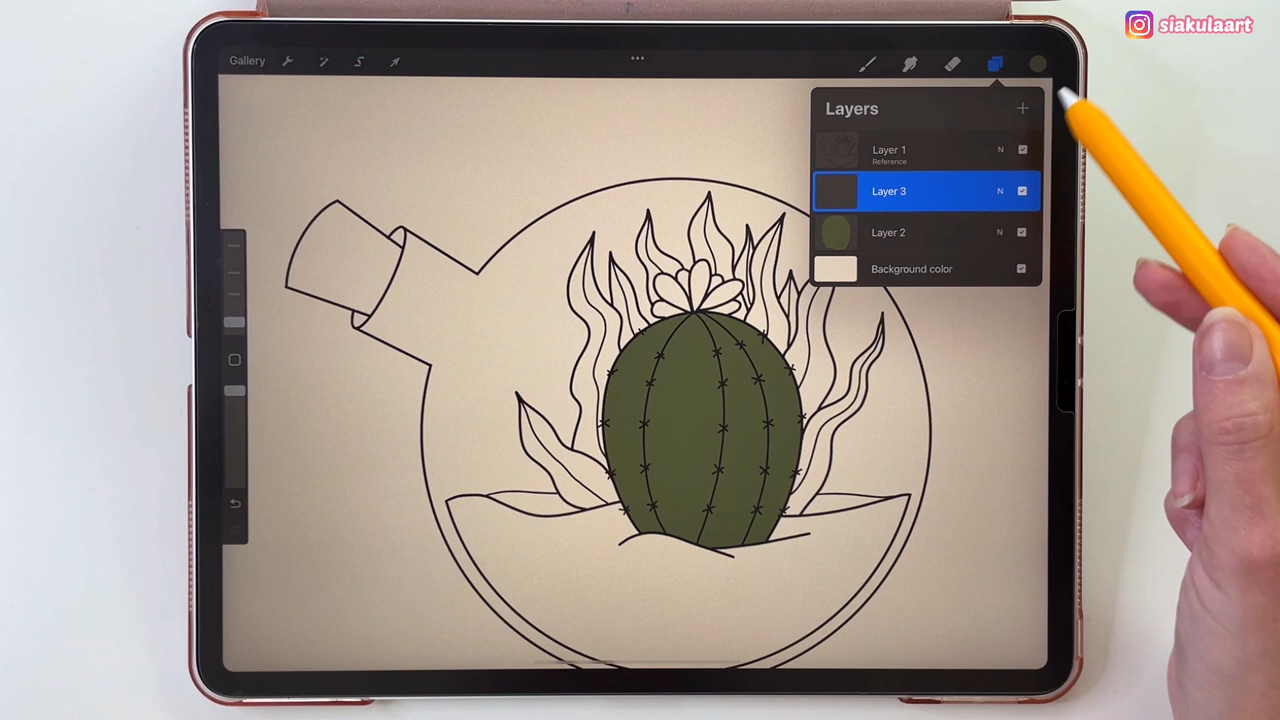 siakulaart
Gallery
Layers
Layer 1
Reference
N
Layer 3
N
Layer 2
N
Background color